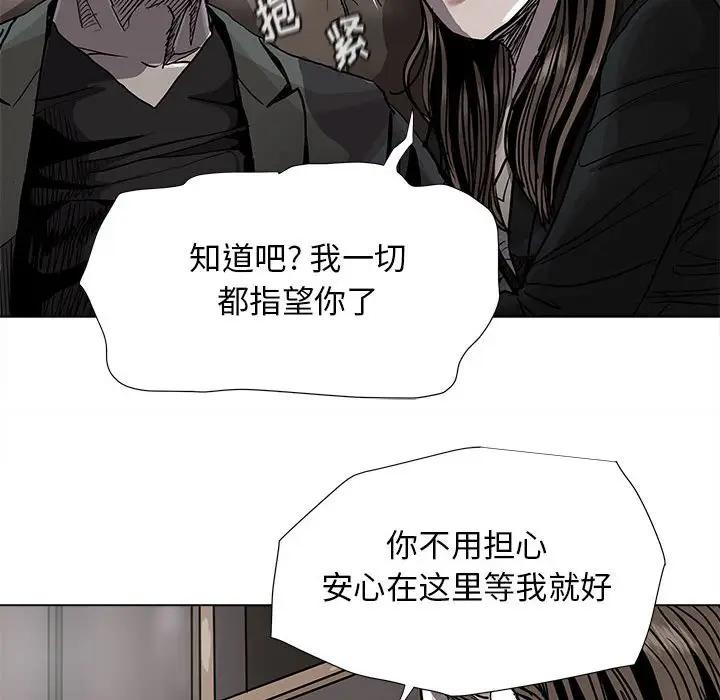 抱紧
知道吧? 我一切
都指望你了
你不用担心
安心在这里等我就好